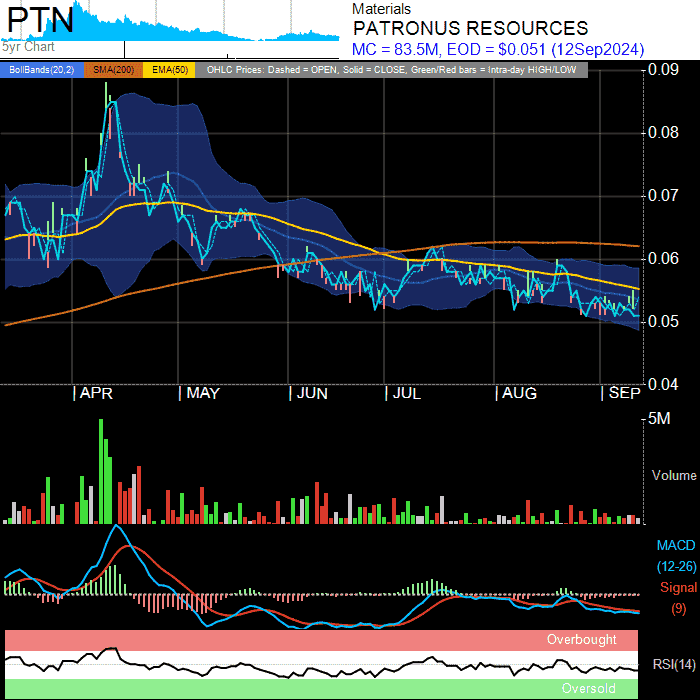 PTN
5yr Chart
Materials
PATRONUS RESOURCES
MC = 83.5M, EOD = $0.051 (12Sep2024)
BollBands(20,2) SMA(200) EMA(50) OHLC Prices: Dashed = OPEN, Solid = CLOSE, Green/Red bars = Intra-day HIGH/LOW
0.09
0.08
0.07
0.06
0.05
0.04
APR MAY JUN JUL AUG SEP
5M
Volume
MACD
(12-26)
Signal
(9)
Overbought
RSI(14)
Oversold